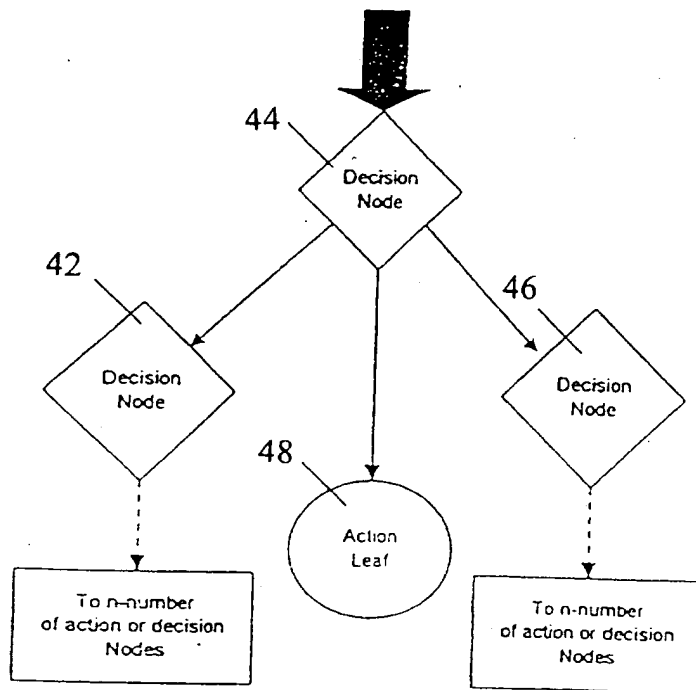 44
Decision
Node
42
Decision
Node
46
Decision
Node
48
Action
Leaf
To n-number
of action or decision
Nodes
To n-number
of action or decision
Nodes